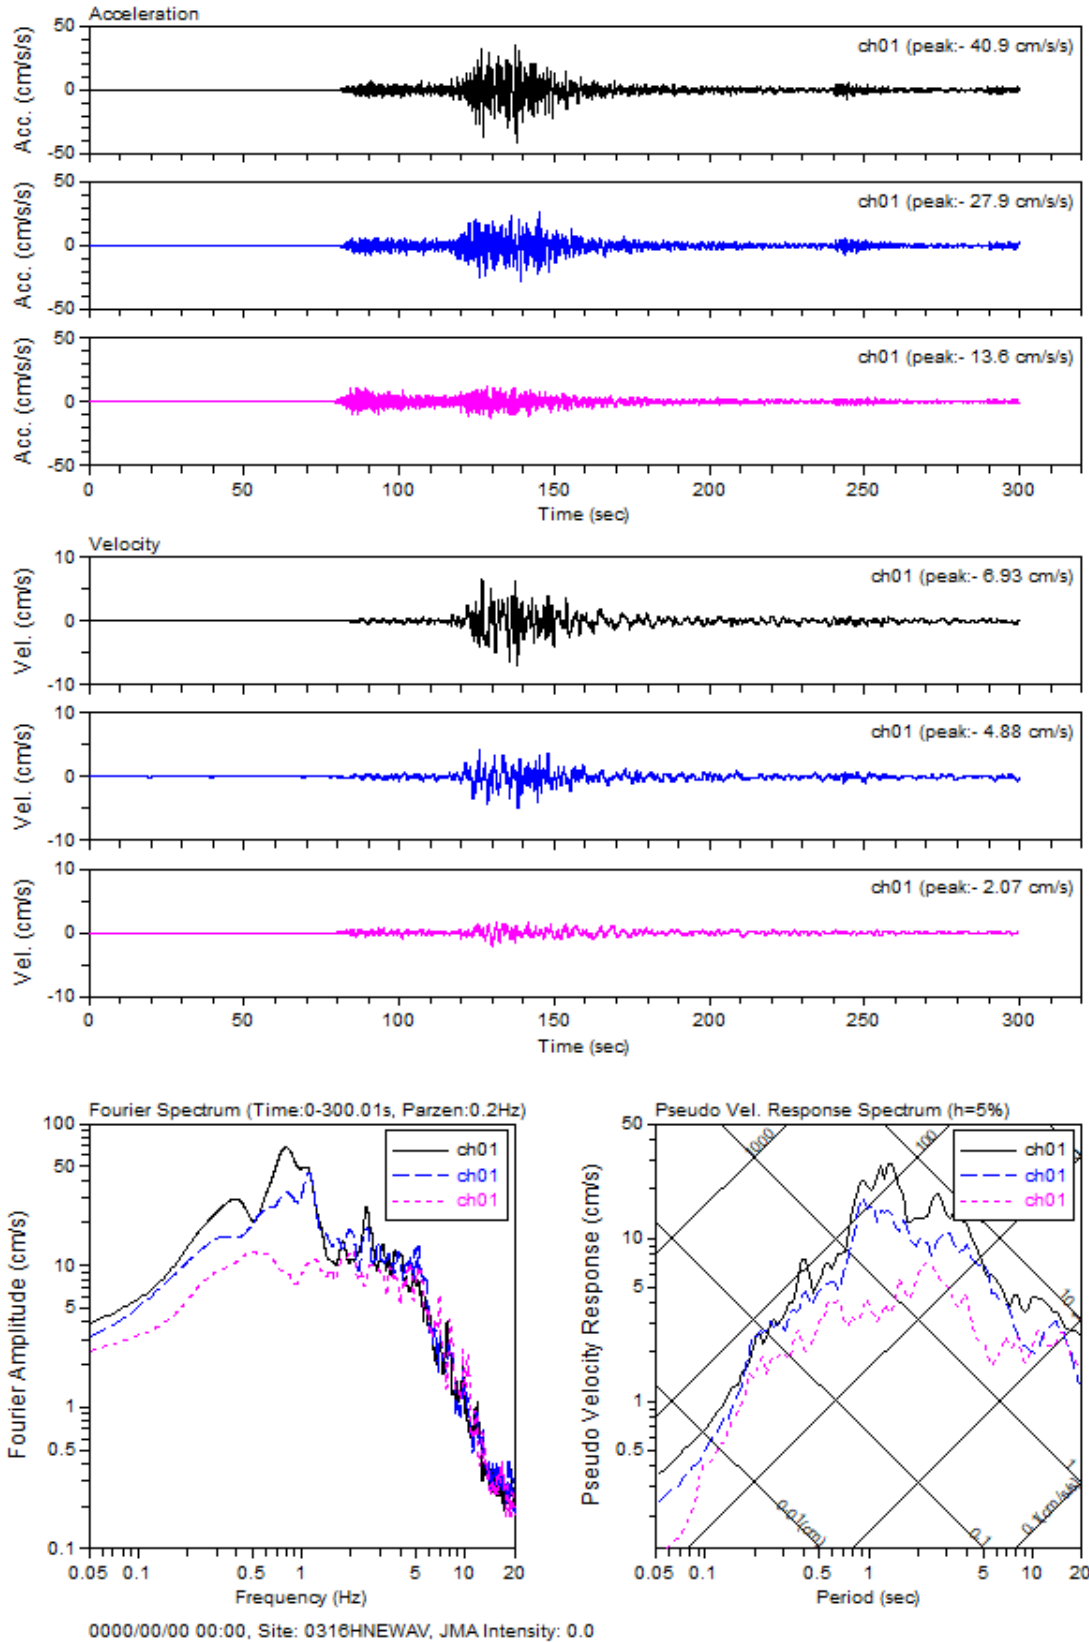 Acceleration
50
0
-50
Acc. (cm/s/s)
ch01 (peak:- 40.9 cm/s/s)
50
0
-50
Acc. (cm/s/s)
ch01 (peak:- 27.9 cm/s/s)
50
0
-50
Acc. (cm/s/s)
ch01 (peak:- 13.6 cm/s/s)
0 50 100 150 200 250 300
Time (sec)
Velocity
10
0
-10
Vel. (cm/s)
ch01 (peak:- 6.93 cm/s)
10
0
-10
Vel. (cm/s)
ch01 (peak:- 4.88 cm/s)
10
0
-10
Vel. (cm/s)
ch01 (peak:- 2.07 cm/s)
0 50 100 150 200 250 300
Time (sec)
Fourier Spectrum (Time:0-300.01s, Parzen:0.2Hz)
100
50
10
5
1
0.5
0.1
Fourier Amplitude (cm/s)
ch01
ch01
ch01
0.05 0.1 0.5 1 5 10 20
Frequency (Hz)
Pseudo Vel. Response Spectrum (h=5%)
50
10
5
1
0.5
Pseudo Velocity Response (cm/s)
1000
100
ch01
ch01
ch01
10
1
0.01(cm)
0.1
0.1(cm/s/s)
0.05 0.1 0.5 1 5 10 20
Period (sec)
0000/00/00 00:00, Site: 0316HNEWAV, JMA Intensity: 0.0